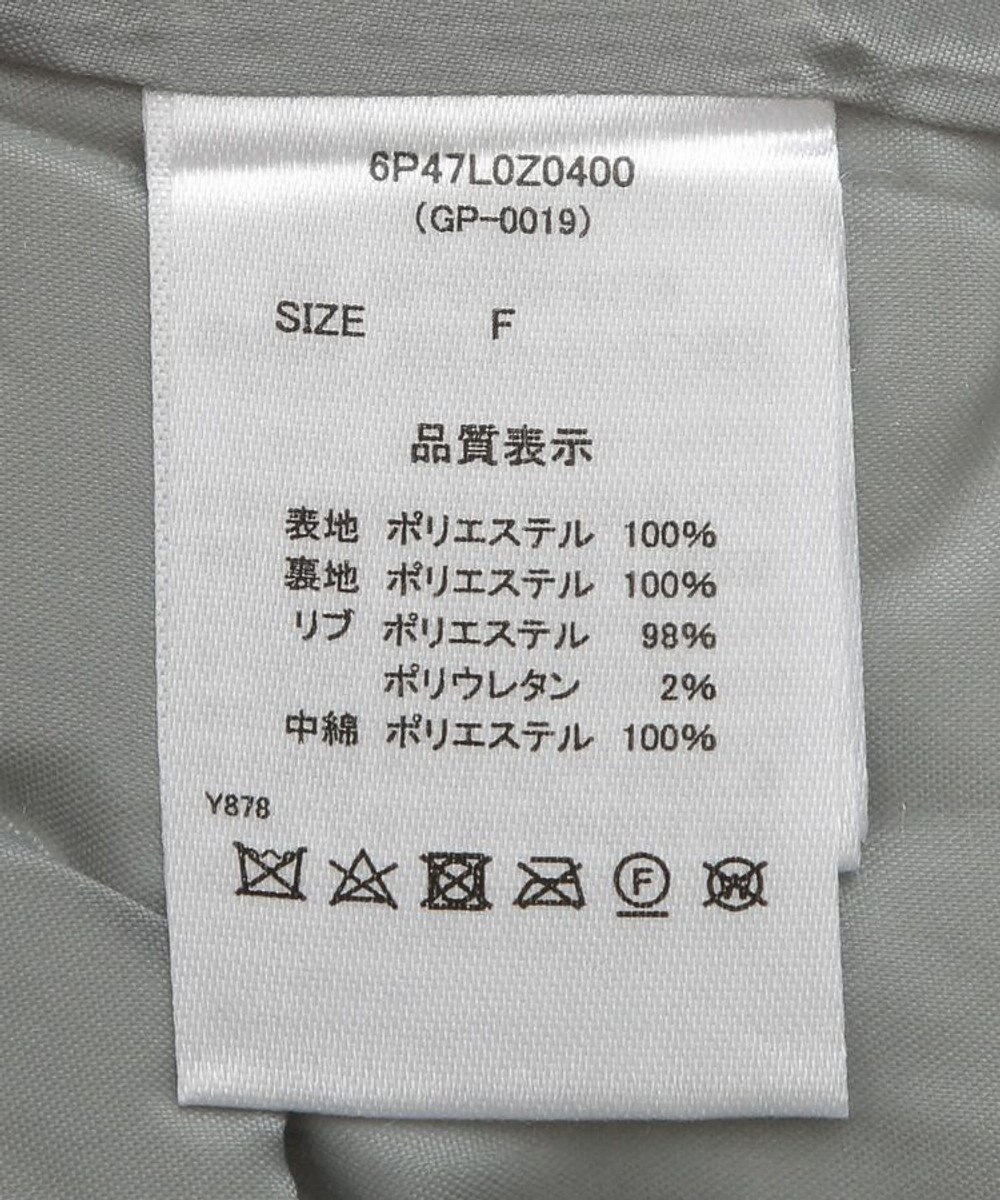 6P47L0Z0400
(GP-0019)
SIZE F
品質表示
表地 ポリエステル 100%
裏地 ポリエステル 100%
リブ ポリエステル 98%
ポリウレタン 2%
中綿 ポリエステル 100%
Y878
F W